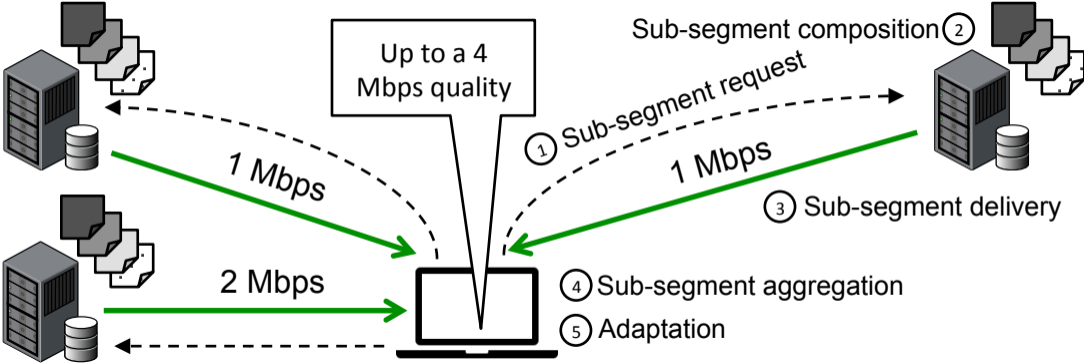 Up to a 4
Mbps quality
Sub-segment composition 2
1 Sub-segment request
1 Mbps
1 Mbps
3 Sub-segment delivery
2 Mbps
4 Sub-segment aggregation
5 Adaptation